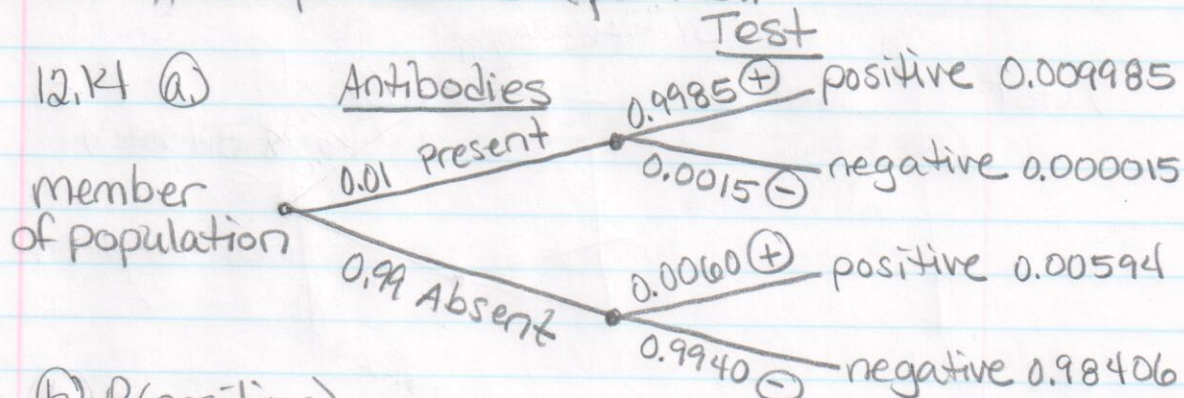 Test
12.14 (a) Antibodies
0.9985 (+) positive 0.009985
0.01 Present
0.0015 (-) negative 0.000015
member
of population
0.99 Absent
0.0060 (+) positive 0.00594
0.9940 (-) negative 0.98406
(b) P(positive)